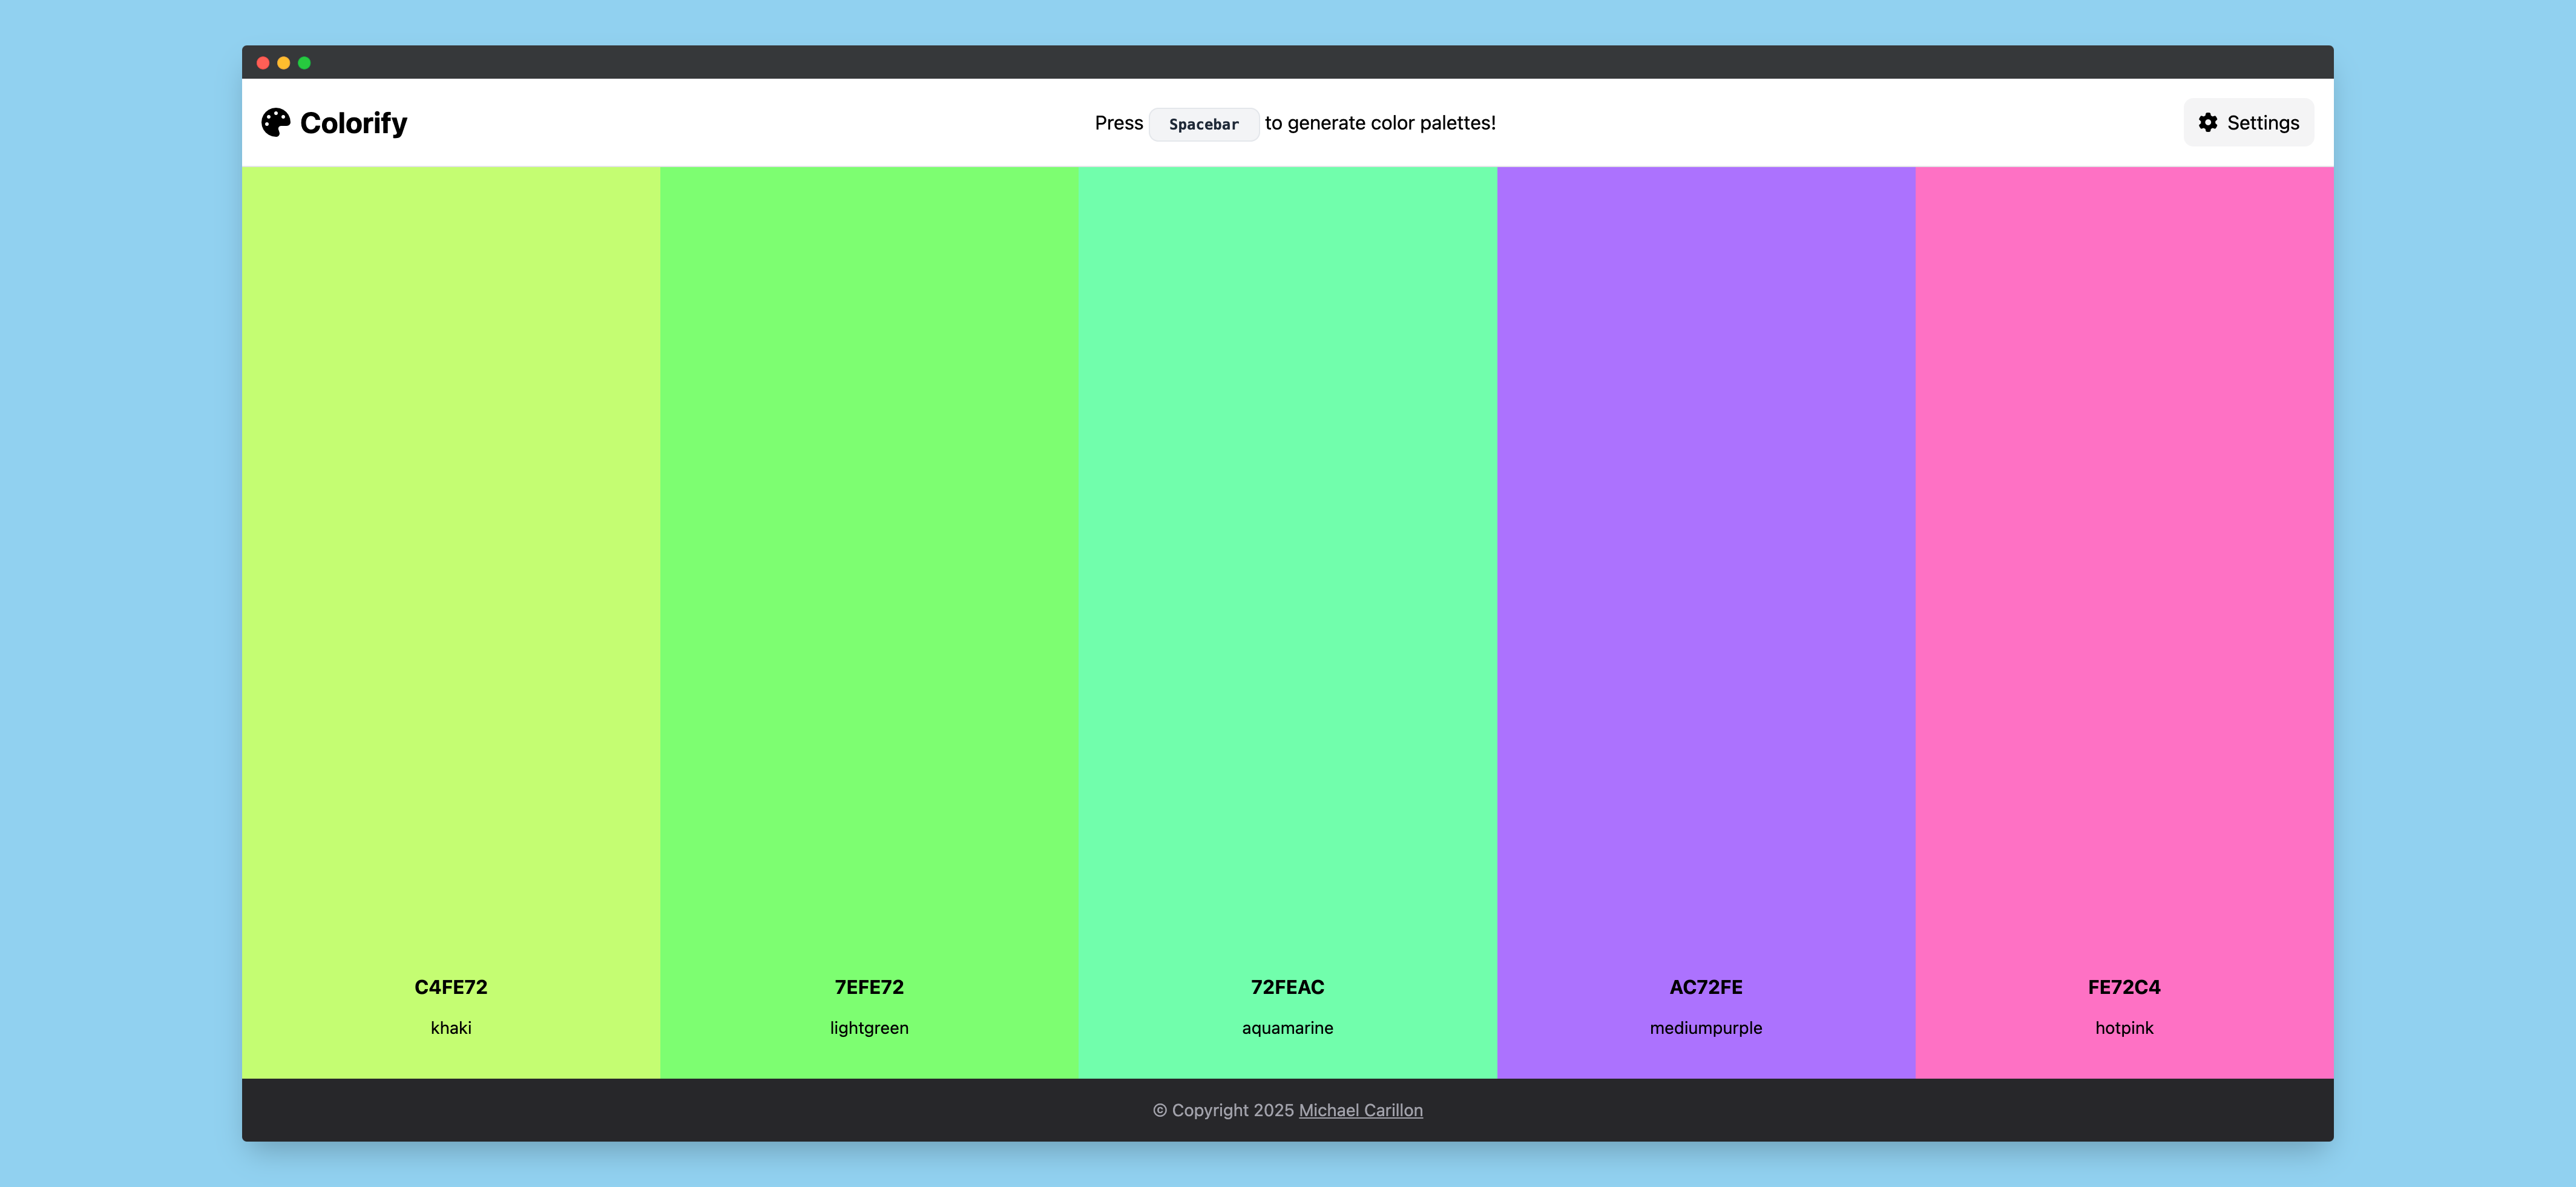 Colorify
Press Spacebar to generate color palettes!
Settings
C4FE72
khaki
7EFE72
lightgreen
72FEAC
aquamarine
AC72FE
mediumpurple
FE72C4
hotpink
© Copyright 2025 Michael Carillon